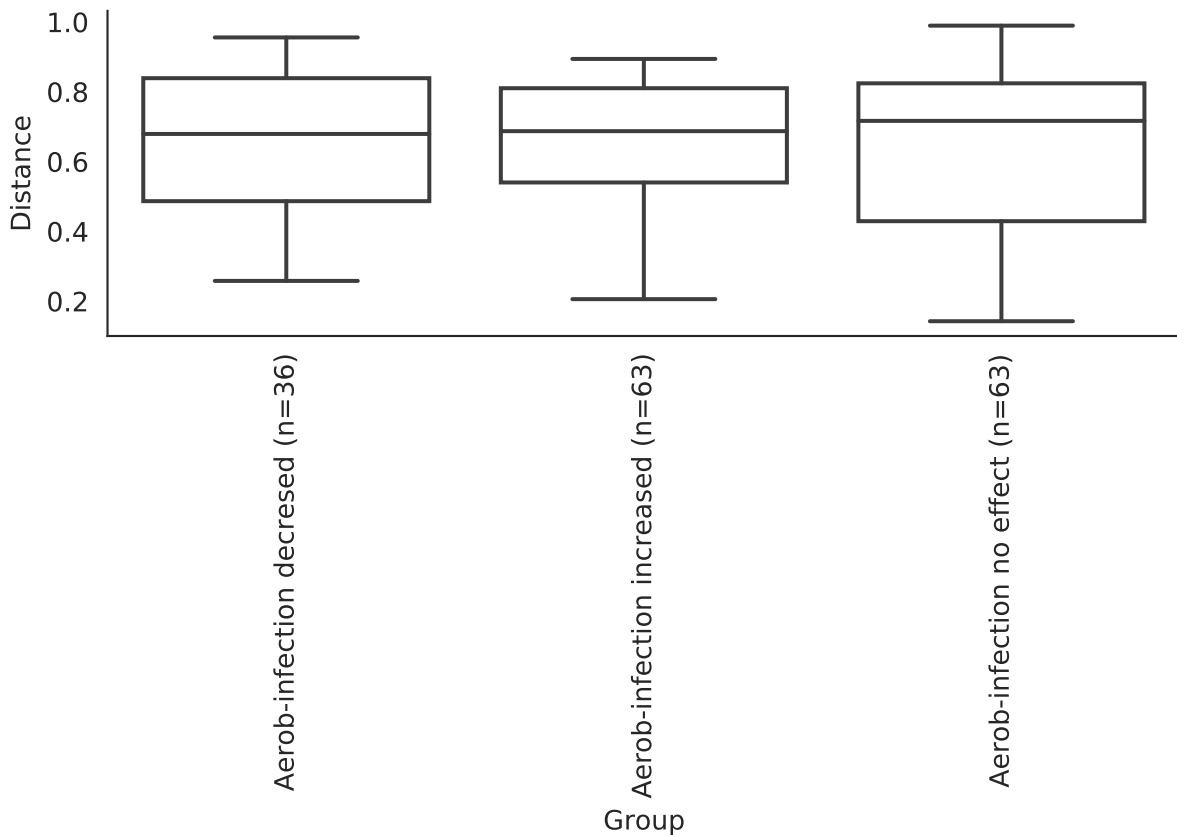 Distance
1.0
0.8
0.6
0.4
0.2
Aerob-infection decresed (n=36)
Aerob-infection increased (n=63)
Aerob-infection no effect (n=63)
Group